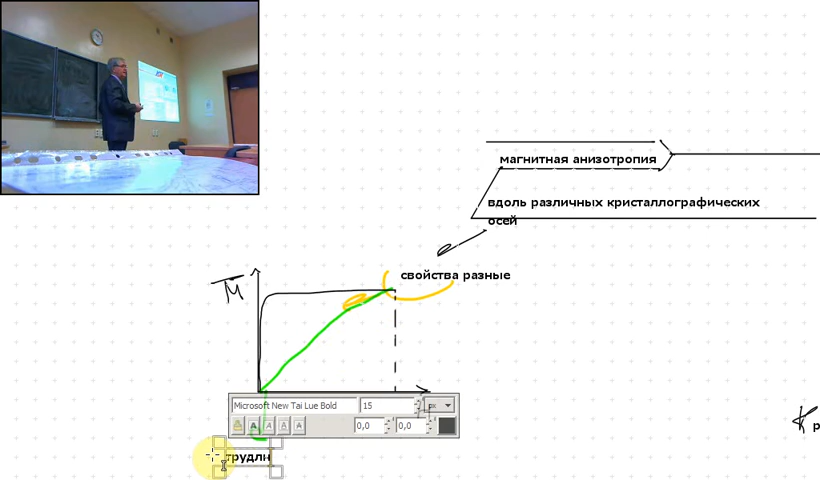 магнитная анизотропия
вдоль различных кристаллографических
осей
свойства разные
M
Microsoft New Tai Lue Bold
15
px
A A A A
0,0
0,0
трудлн
р